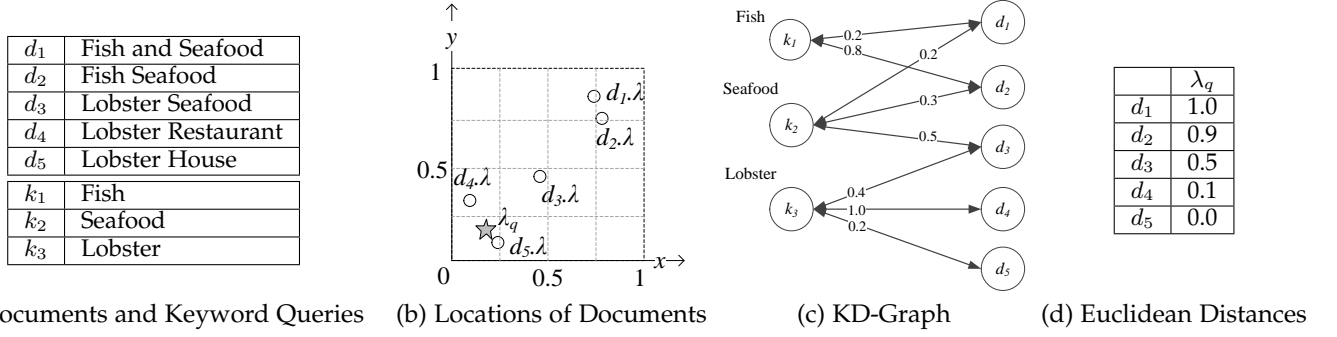 d1 Fish and Seafood
d2 Fish Seafood
d3 Lobster Seafood
d4 Lobster Restaurant
d5 Lobster House
k1 Fish
k2 Seafood
k3 Lobster
ocuments and Keyword Queries
y
1
0.5
0
0.5
1
x
d1.λ
d2.λ
d3.λ
d4.λ
λq
d5.λ
(b) Locations of Documents
Fish
k1
Seafood
k2
Lobster
k3
0.2
0.8
0.2
0.3
0.5
0.4
1.0
0.2
d1
d2
d3
d4
d5
(c) KD-Graph
λq
d1 1.0
d2 0.9
d3 0.5
d4 0.1
d5 0.0
(d) Euclidean Distances